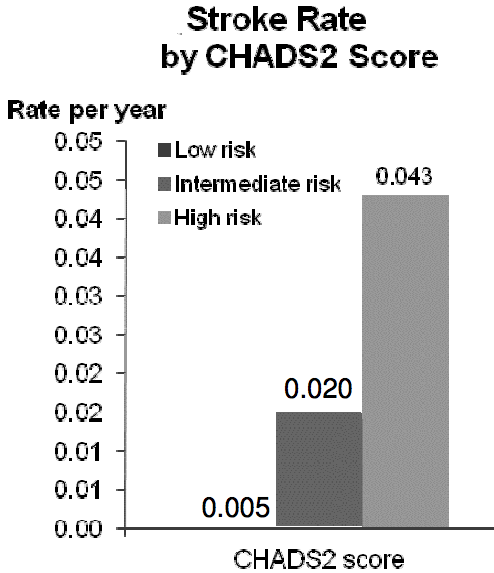 Stroke Rate
by CHADS2 Score
Rate per year
0.05
0.05
0.04
0.04
0.03
0.03
0.02
0.02
0.01
0.01
0.00
Low risk
Intermediate risk
High risk
0.043
0.020
0.005
CHADS2 score